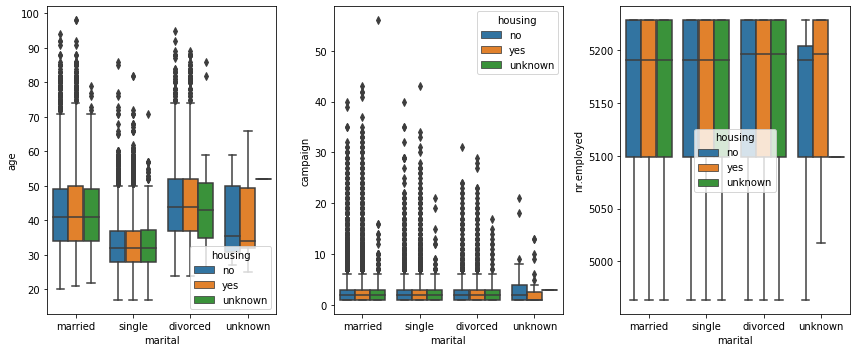 100
90
80
70
60
50
40
30
20
age
married
single
divorced
unknown
marital
housing
no
yes
unknown
50
40
30
20
10
0
campaign
married
single
divorced
unknown
marital
housing
no
yes
unknown
5200
5150
5100
5050
5000
nr.employed
married
single
divorced
unknown
marital
housing
no
yes
unknown